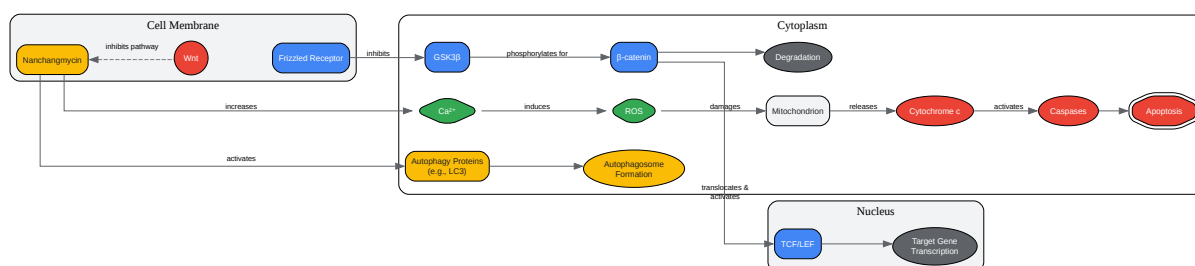 Cell Membrane
Cytoplasm
Nanchangmycin
inhibits pathway
Wnt
Frizzled Receptor
inhibits
GSK3β
phosphorylates for
β-catenin
Degradation
increases
Ca²⁺
induces
ROS
damages
Mitochondrion
releases
Cytochrome c
activates
Caspases
Apoptosis
activates
Autophagy Proteins
(e.g., LC3)
Autophagosome
Formation
translocates &
activates
Nucleus
TCF/LEF
Target Gene
Transcription